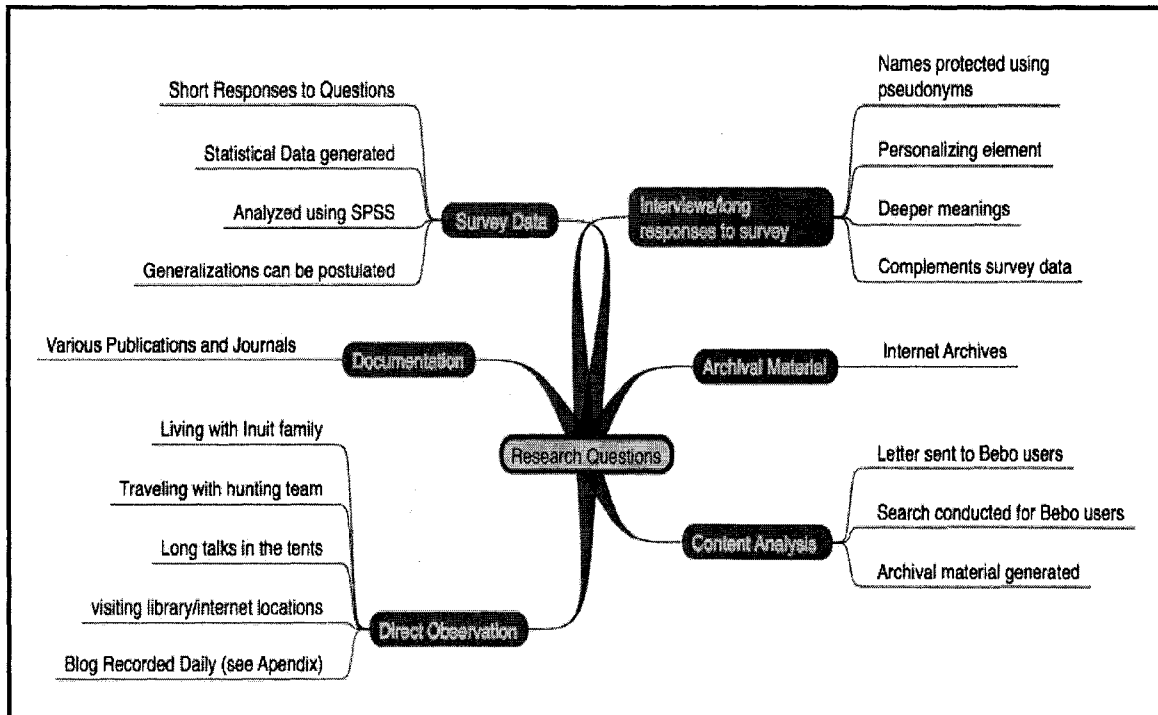 Short Responses to Questions
Statistical Data generated
Analyzed using SPSS
Generalizations can be postulated
Survey Data
Names protected using
pseudonyms
Personalizing element
Deeper meanings
Complements survey data
Interviews/long
responses to survey
Various Publications and Journals
Documentation
Archival Material
Internet Archives
Research Questions
Living with Inuit family
Traveling with hunting team
Long talks in the tents
visiting library/internet locations
Blog Recorded Daily (see Apendix)
Direct Observation
Content Analysis
Letter sent to Bebo users
Search conducted for Bebo users
Archival material generated